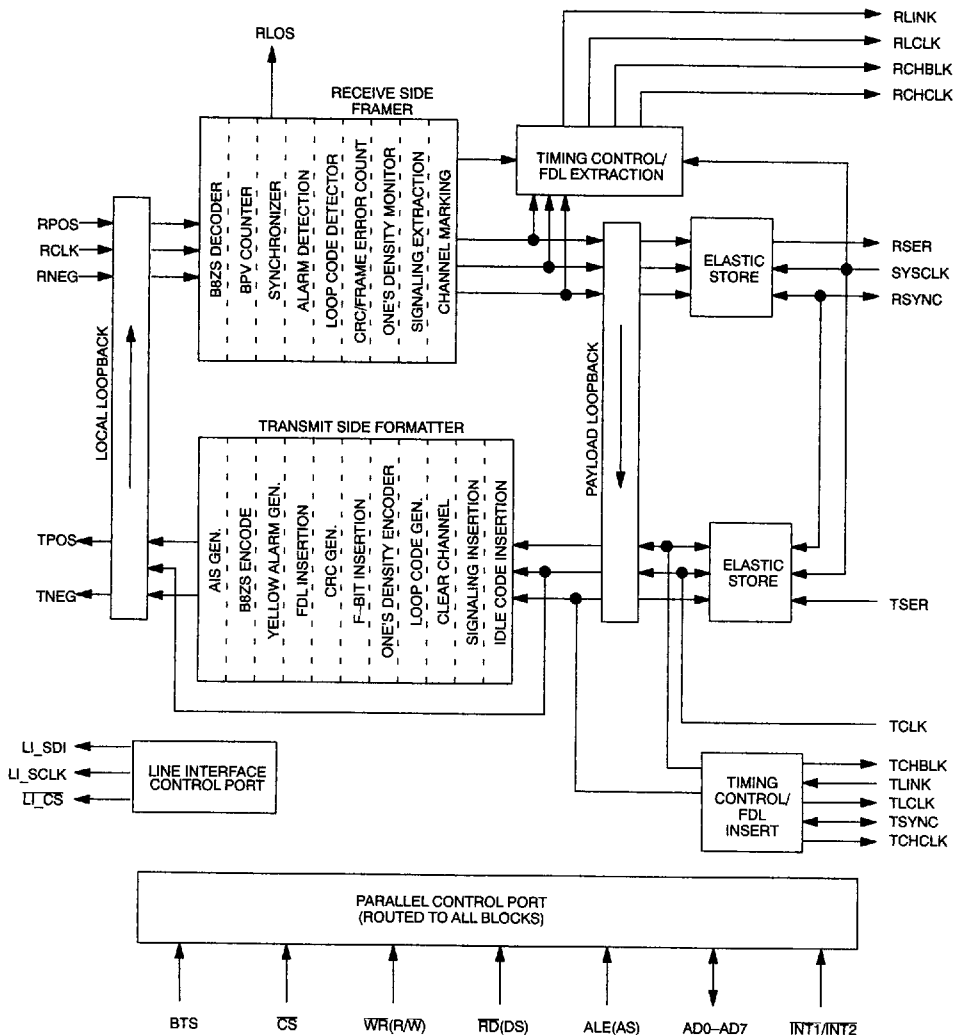 RLINK
RLCLK
RCHBLK
RCHCLK
RLOS
RECEIVE SIDE
FRAMER
B8ZS DECODER
BPV COUNTER
SYNCHRONIZER
ALARM DETECTION
LOOP CODE DETECTOR
CRC/FRAME ERROR COUNT
ONE'S DENSITY MONITOR
SIGNALING EXTRACTION
CHANNEL MARKING
TIMING CONTROL/
FDL EXTRACTION
RPOS
RCLK
RNEG
LOCAL LOOPBACK
PAYLOAD LOOPBACK
ELASTIC
STORE
RSER
SYSCLK
RSYNC
TRANSMIT SIDE FORMATTER
AIS GEN.
B8ZS ENCODE
YELLOW ALARM GEN.
FDL INSERTION
CRC GEN.
F–BIT INSERTION
ONE'S DENSITY ENCODER
LOOP CODE GEN.
CLEAR CHANNEL
SIGNALING INSERTION
IDLE CODE INSERTION
TPOS
TNEG
ELASTIC
STORE
TSER
TCLK
LI_SDI
LI_SCLK
LI_CS
LINE INTERFACE
CONTROL PORT
TIMING
CONTROL/
FDL
INSERT
TCHBLK
TLINK
TLCLK
TSYNC
TCHCLK
PARALLEL CONTROL PORT
(ROUTED TO ALL BLOCKS)
BTS
CS
WR(R/W)
RD(DS)
ALE(AS)
AD0–AD7
INT1/INT2